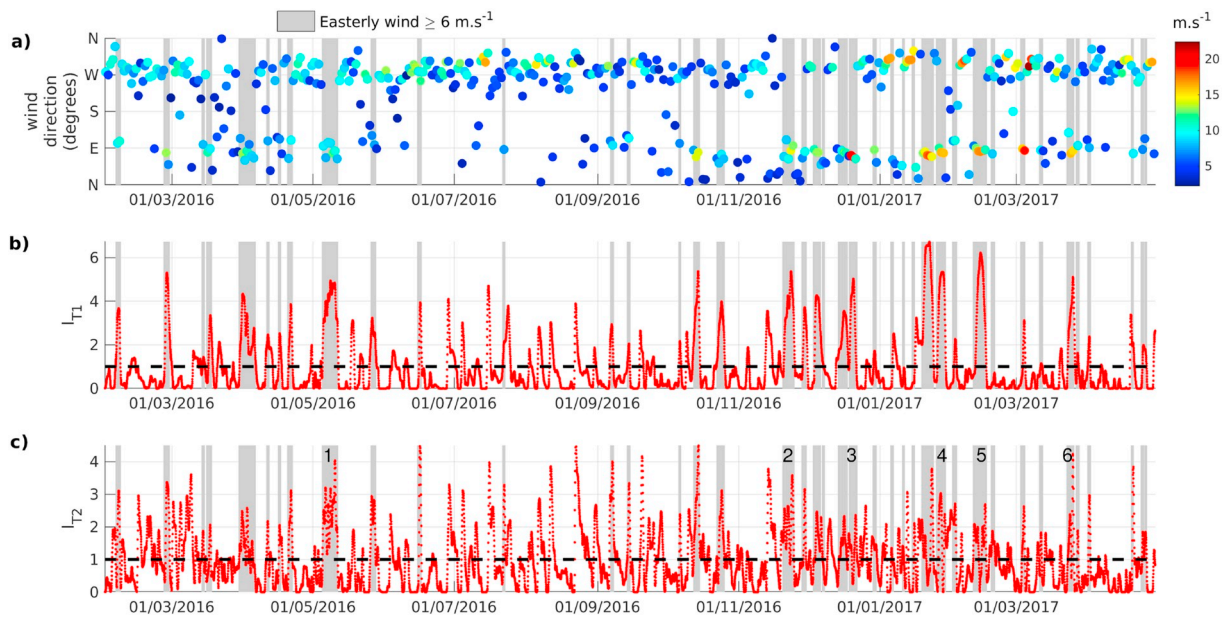 Easterly wind ≥ 6 m.s⁻¹
m.s⁻¹
a)
wind
direction
(degrees)
N
W
S
E
N
20
15
10
5
01/03/2016 01/05/2016 01/07/2016 01/09/2016 01/11/2016 01/01/2017 01/03/2017
b)
I_T1
6
4
2
0
01/03/2016 01/05/2016 01/07/2016 01/09/2016 01/11/2016 01/01/2017 01/03/2017
c)
I_T2
4
3
2
1
0
1 2 3 4 5 6
01/03/2016 01/05/2016 01/07/2016 01/09/2016 01/11/2016 01/01/2017 01/03/2017